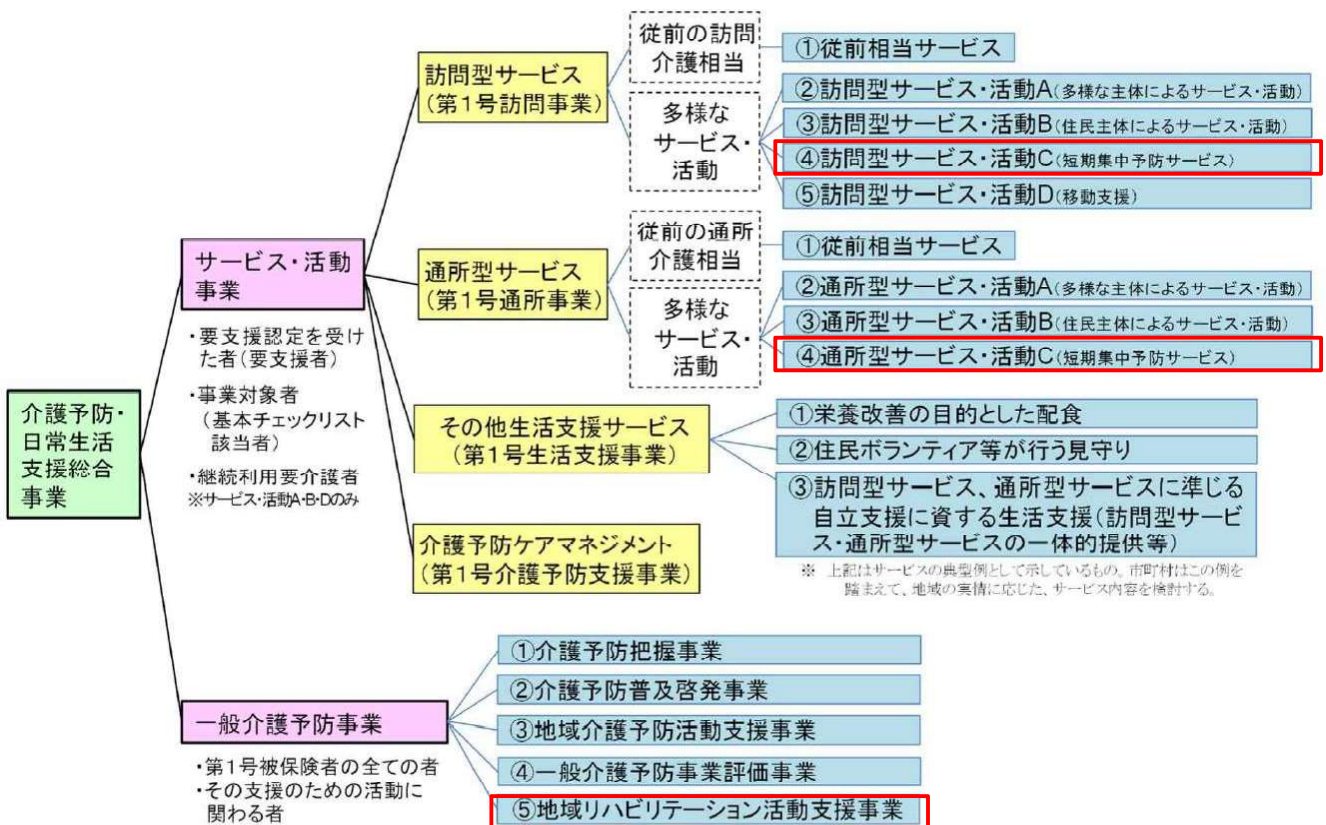 介護予防・
日常生活
支援総合
事業
サービス・活動
事業
・要支援認定を受け
た者(要支援者)
・事業対象者
(基本チェックリスト
該当者)
・継続利用要介護者
※サービス・活動A・B・Dのみ
訪問型サービス
(第1号訪問事業)
従前の訪問
介護相当
①従前相当サービス
多様な
サービス・
活動
②訪問型サービス・活動A(多様な主体によるサービス・活動)
③訪問型サービス・活動B(住民主体によるサービス・活動)
④訪問型サービス・活動C(短期集中予防サービス)
⑤訪問型サービス・活動D(移動支援)
通所型サービス
(第1号通所事業)
従前の通所
介護相当
①従前相当サービス
多様な
サービス・
活動
②通所型サービス・活動A(多様な主体によるサービス・活動)
③通所型サービス・活動B(住民主体によるサービス・活動)
④通所型サービス・活動C(短期集中予防サービス)
その他生活支援サービス
(第1号生活支援事業)
①栄養改善の目的とした配食
②住民ボランティア等が行う見守り
③訪問型サービス、通所型サービスに準じる
自立支援に資する生活支援(訪問型サービ
ス・通所型サービスの一体的提供等)
※ 上記はサービスの典型例として示しているもの。市町村はこの例を
踏まえて、地域の実情に応じた、サービス内容を検討する。
介護予防ケアマネジメント
(第1号介護予防支援事業)
一般介護予防事業
・第1号被保険者の全ての者
・その支援のための活動に
関わる者
①介護予防把握事業
②介護予防普及啓発事業
③地域介護予防活動支援事業
④一般介護予防事業評価事業
⑤地域リハビリテーション活動支援事業